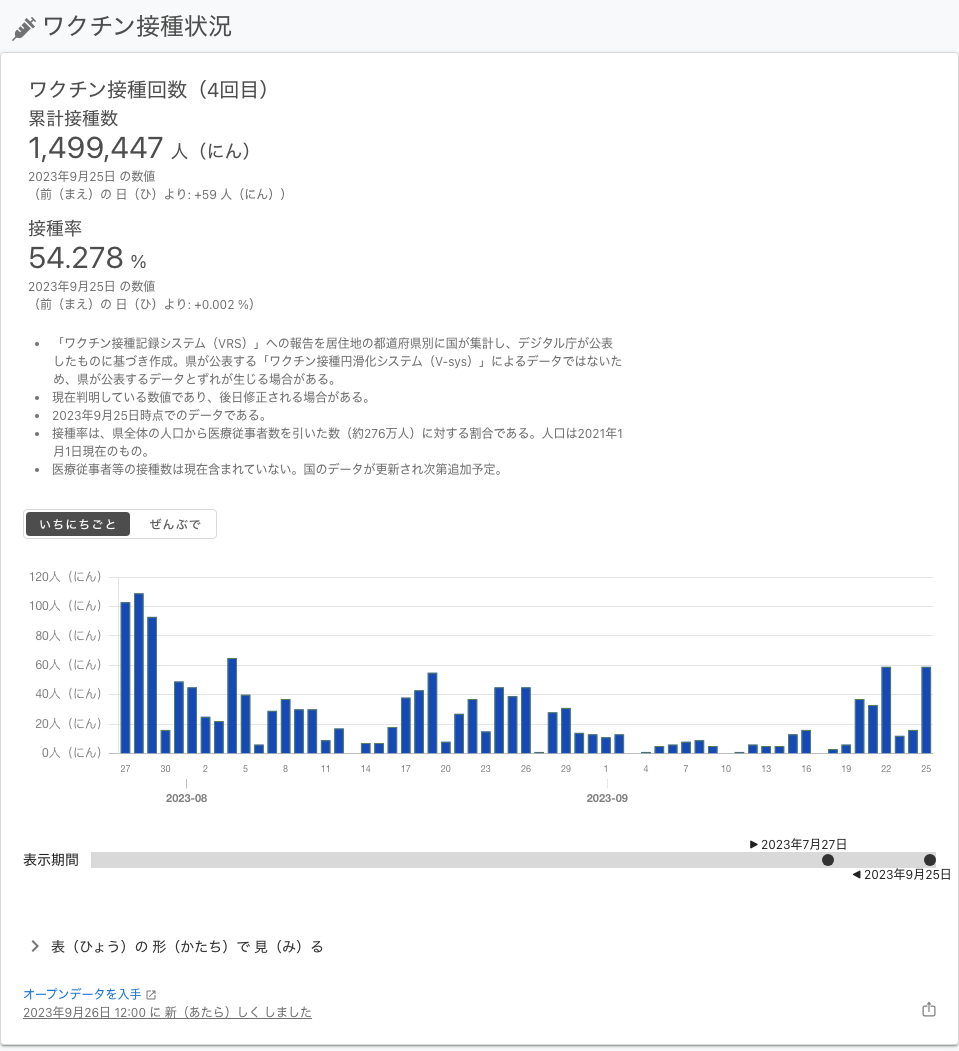 ワクチン接種状況
ワクチン接種回数（4回目）
累計接種数
1,499,447 人（にん）
2023年9月25日 の数値
（前（まえ）の 日（ひ）より: +59 人（にん））
接種率
54.278 %
2023年9月25日 の数値
（前（まえ）の 日（ひ）より: +0.002 %）
• 「ワクチン接種記録システム（VRS）」への報告を居住地の都道府県別に国が集計し、デジタル庁が公表
したものに基づき作成。県が公表する「ワクチン接種円滑化システム（V-sys）」によるデータではないた
め、県が公表するデータとずれが生じる場合がある。
• 現在判明している数値であり、後日修正される場合がある。
• 2023年9月25日時点でのデータである。
• 接種率は、県全体の人口から医療従事者数を引いた数（約276万人）に対する割合である。人口は2021年1
月1日現在のもの。
• 医療従事者等の接種数は現在含まれていない。国のデータが更新され次第追加予定。
いちにちごと ぜんぶで
120人（にん）
100人（にん）
80人（にん）
60人（にん）
40人（にん）
20人（にん）
0人（にん）
27 30 2 5 8 11 14 17 20 23 26 29 1 4 7 10 13 16 19 22 25
2023-08 2023-09
▶ 2023年7月27日
表示期間
◀ 2023年9月25日
表（ひょう）の 形（かたち）で 見（み）る
オープンデータを入手
2023年9月26日 12:00 に 新（あたら）しく しました